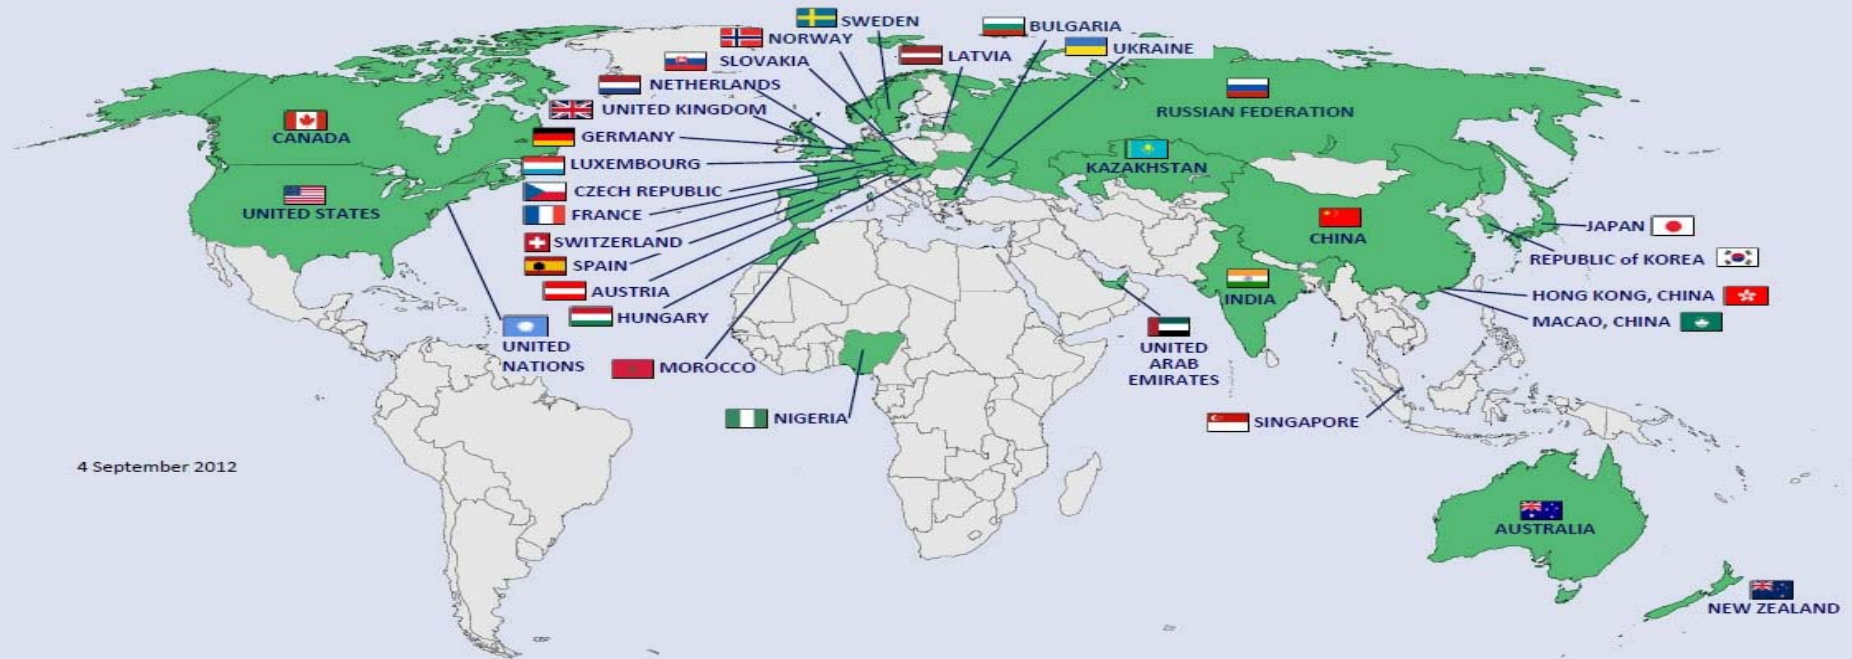 SWEDEN
BULGARIA
NORWAY
UKRAINE
SLOVAKIA
LATVIA
NETHERLANDS
UNITED KINGDOM
RUSSIAN FEDERATION
CANADA
GERMANY
LUXEMBOURG
KAZAKHSTAN
CZECH REPUBLIC
UNITED STATES
FRANCE
CHINA
JAPAN
SWITZERLAND
REPUBLIC of KOREA
SPAIN
AUSTRIA
INDIA
HONG KONG, CHINA
HUNGARY
MACAO, CHINA
UNITED
NATIONS
UNITED
ARAB
EMIRATES
MOROCCO
NIGERIA
SINGAPORE
4 September 2012
AUSTRALIA
NEW ZEALAND